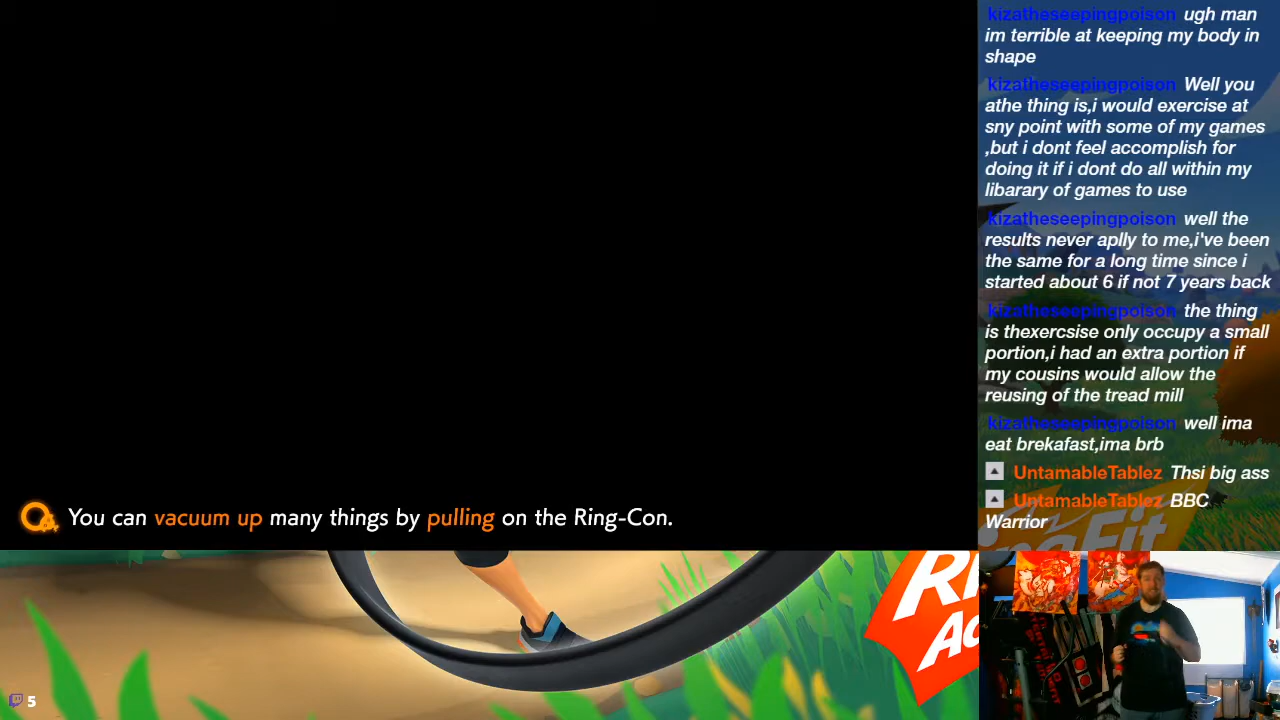 kizatheseepingpoison ugh man
im terrible at keeping my body in
shape
kizatheseepingpoison Well you
athe thing is,i would exercise at
sny point with some of my games
,but i dont feel accomplish for
doing it if i dont do all within my
libarary of games to use
kizatheseepingpoison well the
results never aplly to me,i've been
the same for a long time since i
started about 6 if not 7 years back
kizatheseepingpoison the thing
is thexercsise only occupy a small
portion,i had an extra portion if
my cousins would allow the
reusing of the tread mill
kizatheseepingpoison well ima
eat brekafast,ima brb
UntamableTablez Thsi big ass
UntamableTablez BBC
Warrior
You can vacuum up many things by pulling on the Ring-Con.
5